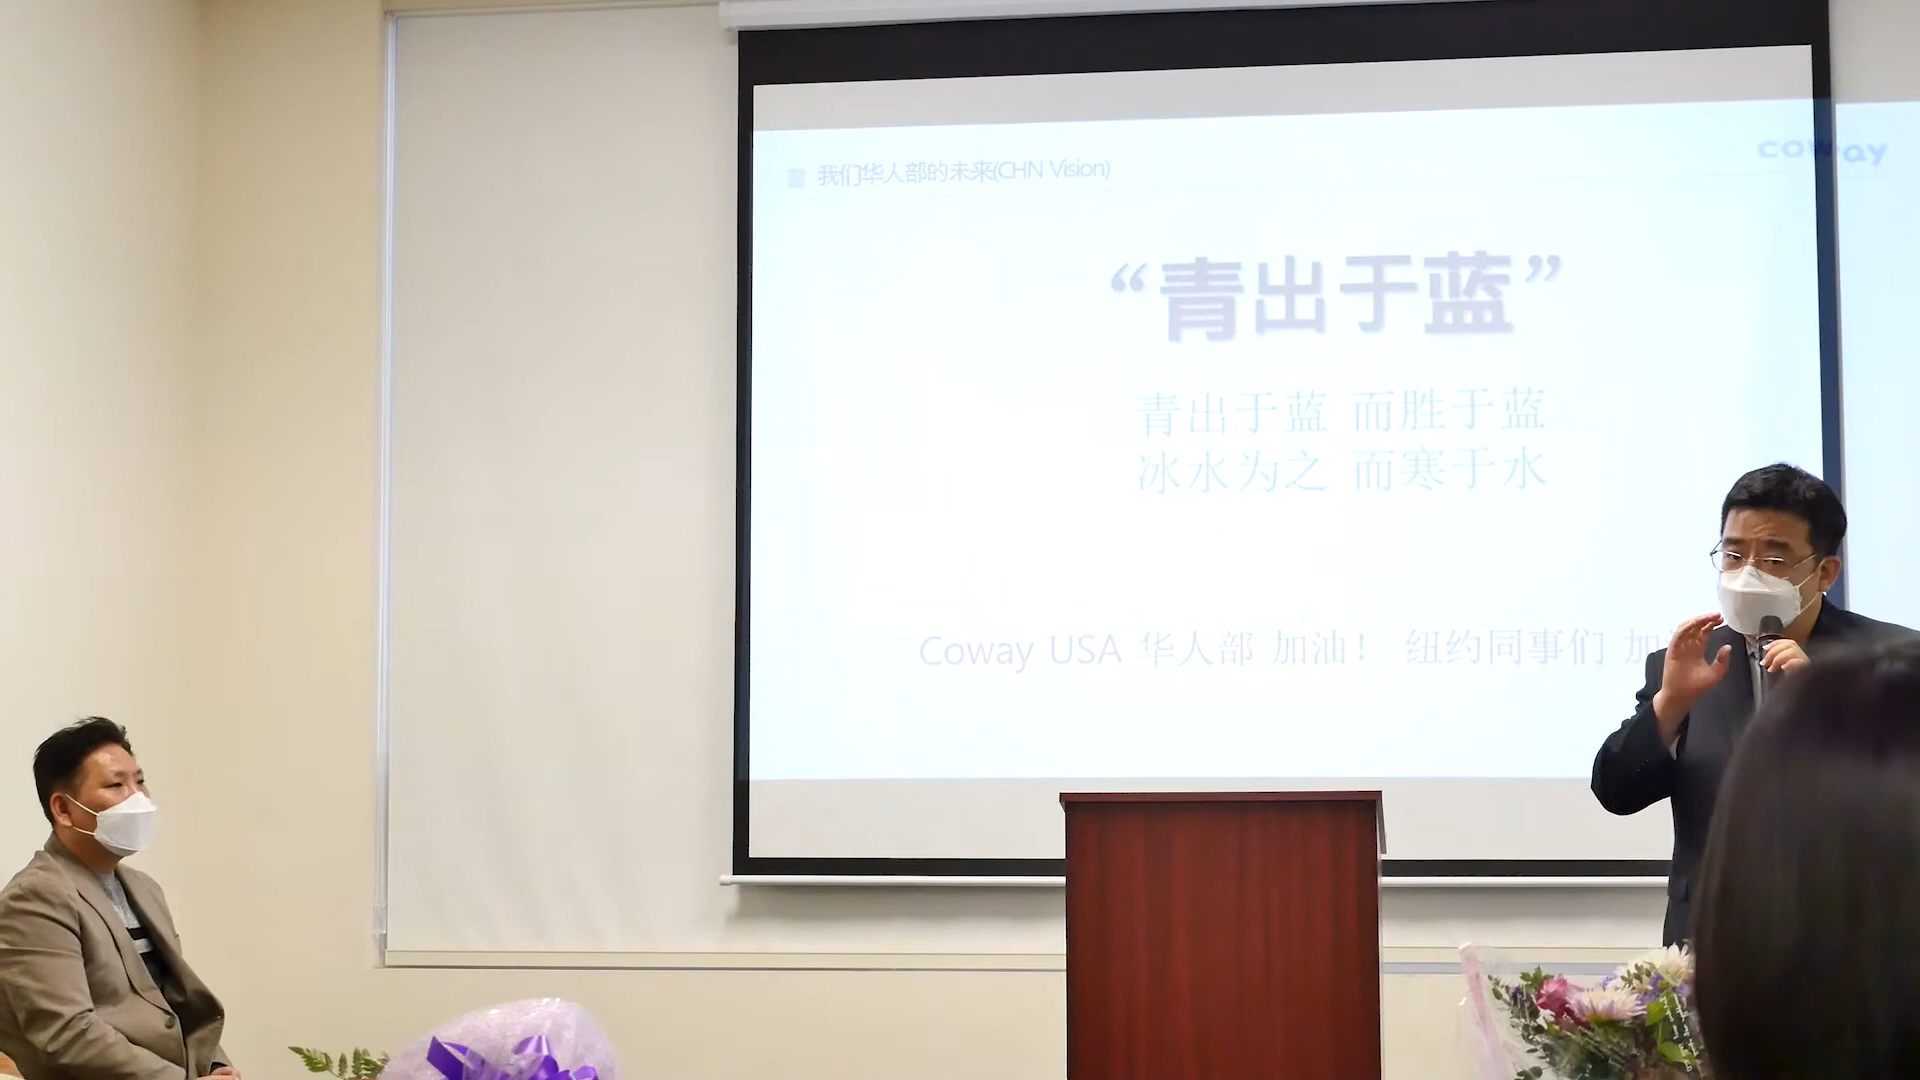 我们华人部的未来(CHN Vision)
coway
“青出于蓝”
青出于蓝 而胜于蓝
冰水为之 而寒于水
Coway USA 华人部 加油! 纽约同事们 加